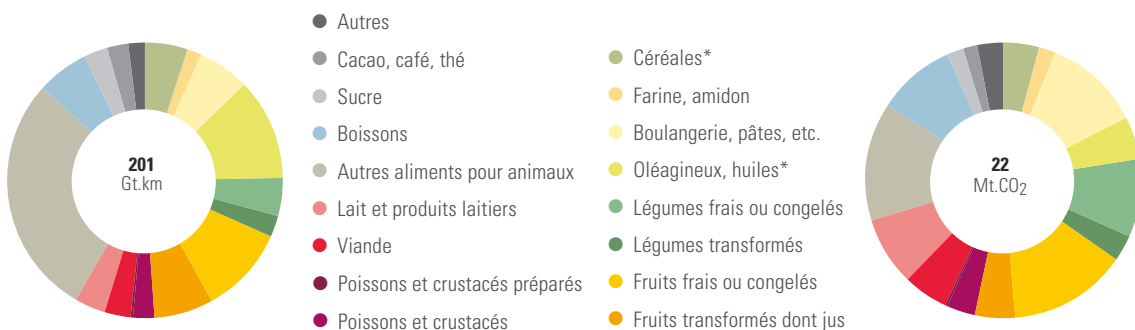 201
Gt.km
Autres
Cacao, café, thé
Sucre
Boissons
Autres aliments pour animaux
Lait et produits laitiers
Viande
Poissons et crustacés préparés
Poissons et crustacés
Céréales*
Farine, amidon
Boulangerie, pâtes, etc.
Oléagineux, huiles*
Légumes frais ou congelés
Légumes transformés
Fruits frais ou congelés
Fruits transformés dont jus
22
Mt.CO2